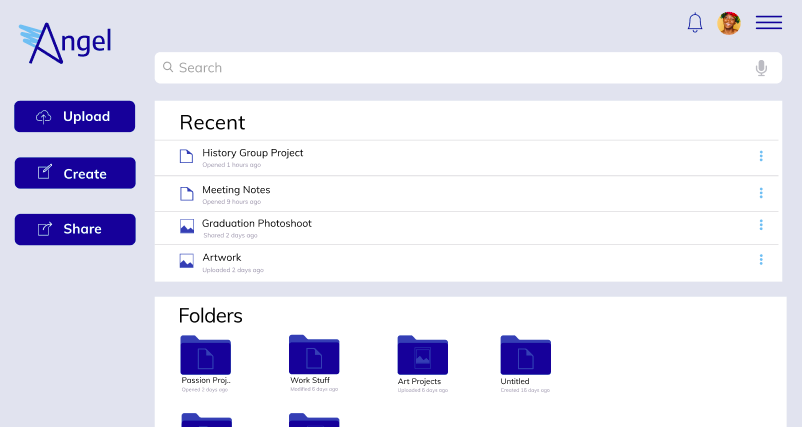 Angel
Search
Upload
Create
Share
Recent
History Group Project
Opened 1 hours ago
Meeting Notes
Opened 9 hours ago
Graduation Photoshoot
Shared 2 days ago
Artwork
Uploaded 2 days ago
Folders
Passion Proj..
Opened 2 days ago
Work Stuff
Modified 6 days ago
Art Projects
Uploaded 6 days ago
Untitled
Created 18 days ago